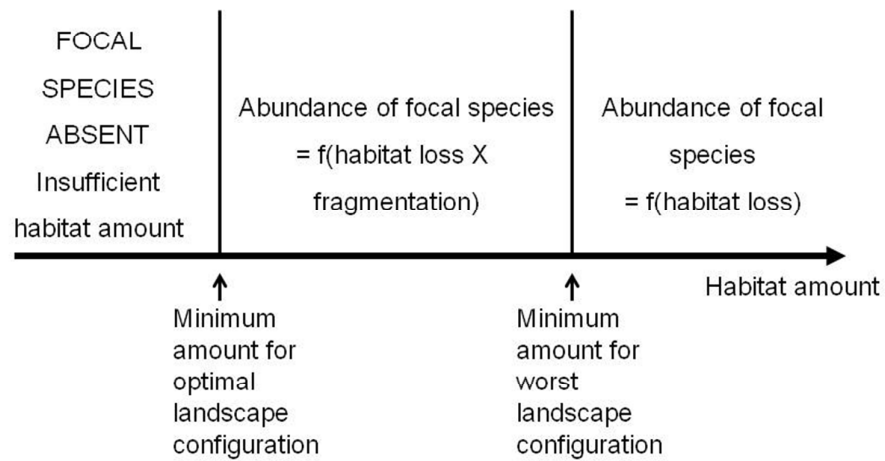 FOCAL
SPECIES
ABSENT
Insufficient
habitat amount
Abundance of focal species
= f(habitat loss X
fragmentation)
Abundance of focal
species
= f(habitat loss)
Habitat amount
Minimum
amount for
optimal
landscape
configuration
Minimum
amount for
worst
landscape
configuration